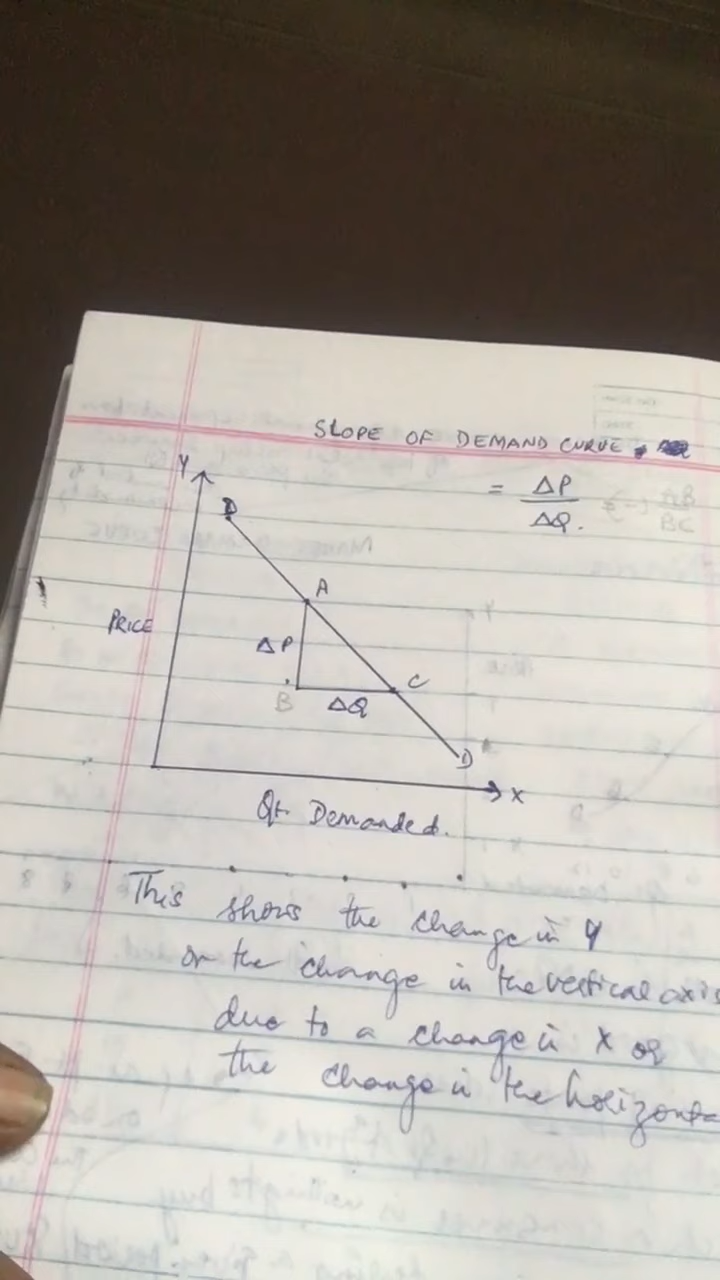 SLOPE OF DEMAND CURVE
= ΔP
ΔQ.
Y
D
A
PRICE
ΔP
C
B
ΔQ
D
X
Qt. Demanded.
This shows the change in Y
or the change in the vertical axis
due to a change in X or
the change in the horizonta